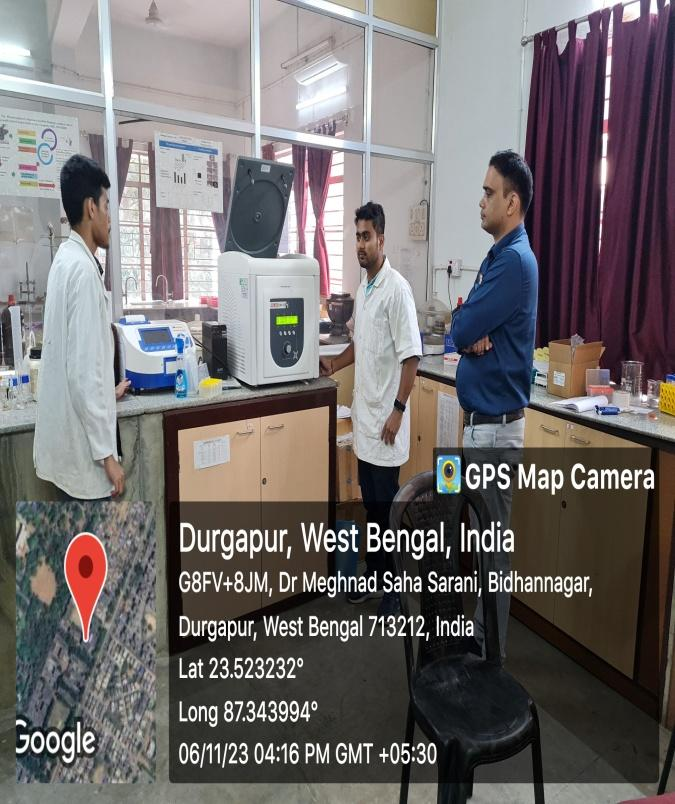 GPS Map Camera
Durgapur, West Bengal, India
G8FV+8JM, Dr Meghnad Saha Sarani, Bidhannagar,
Durgapur, West Bengal 713212, India
Lat 23.523232°
Long 87.343994°
06/11/23 04:16 PM GMT +05:30
Google